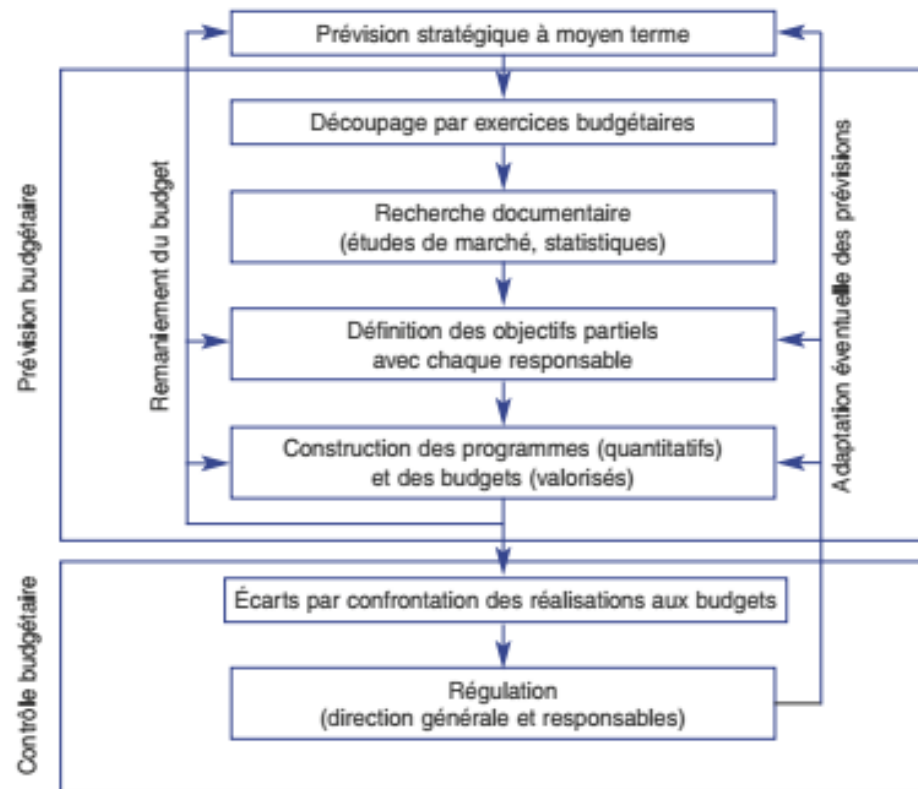 Prévision stratégique à moyen terme
Découpage par exercices budgétaires
Recherche documentaire
(études de marché, statistiques)
Définition des objectifs partiels
avec chaque responsable
Construction des programmes (quantitatifs)
et des budgets (valorisés)
Écarts par confrontation des réalisations aux budgets
Régulation
(direction générale et responsables)
Prévision budgétaire
Contrôle budgétaire
Remaniement du budget
Adaptation éventuelle des prévisions